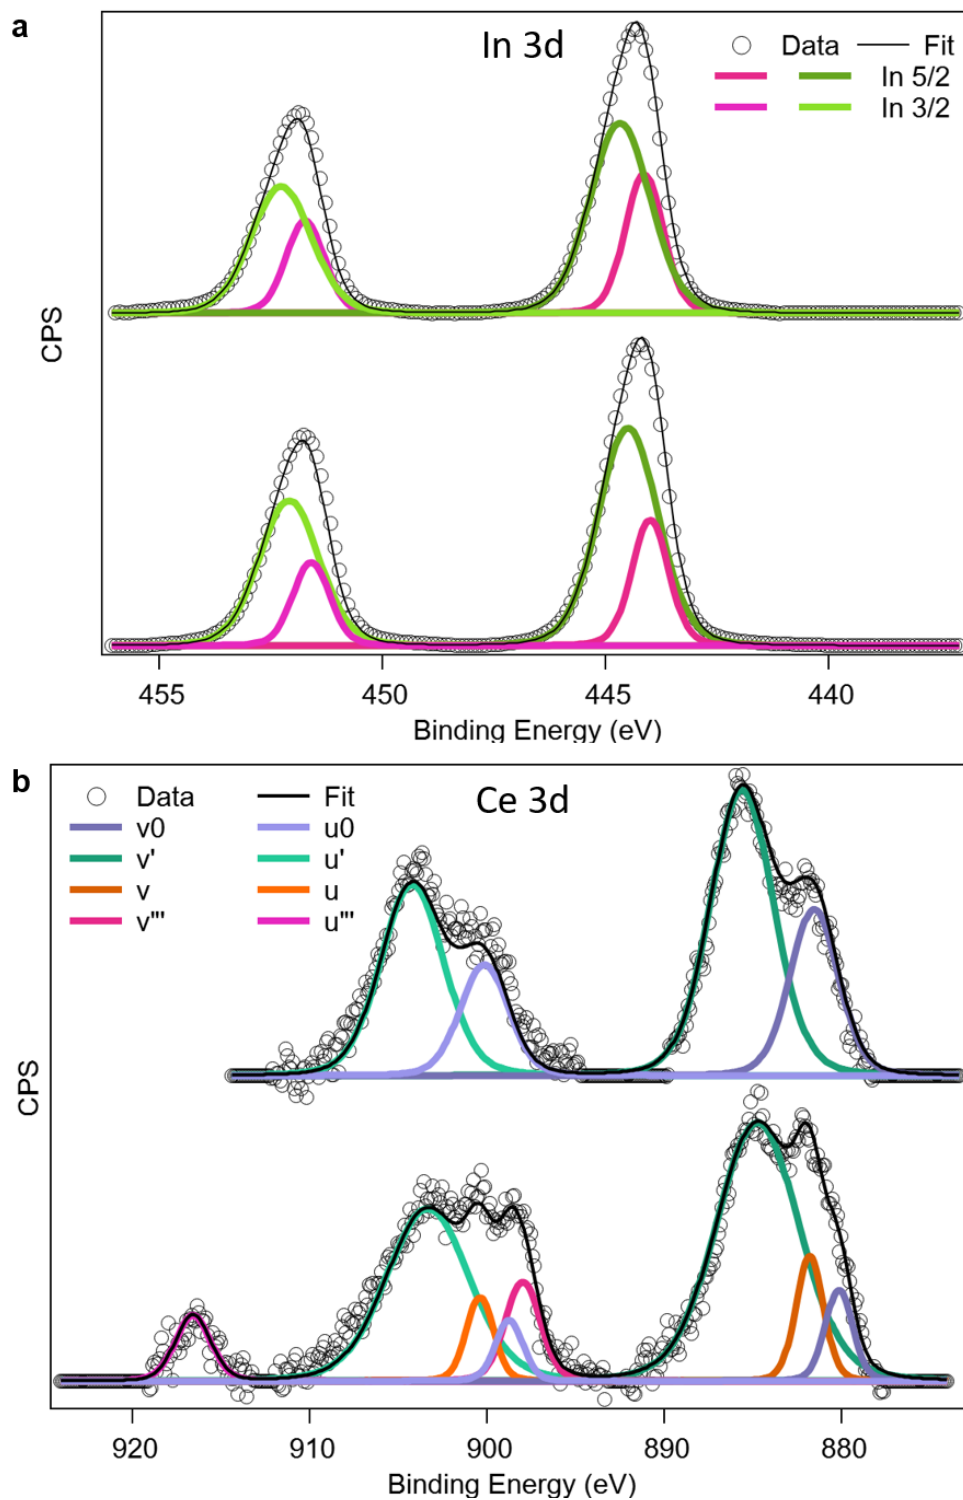 a
In 3d
Data Fit
In 5/2
In 3/2
CPS
455 450 445 440
Binding Energy (eV)
b
Ce 3d
Data Fit
v0 u0
v' u'
v u
v''' u'''
CPS
920 910 900 890 880
Binding Energy (eV)